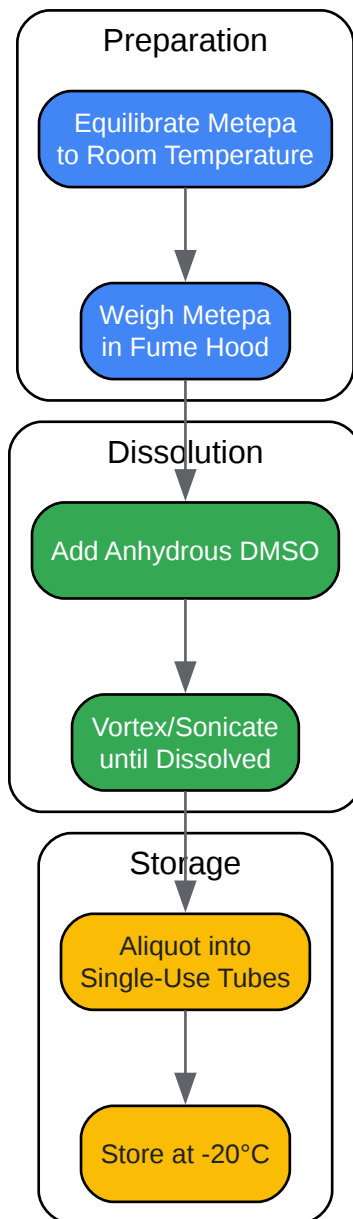 Preparation
Equilibrate Metepa
to Room Temperature
Weigh Metepa
in Fume Hood
Dissolution
Add Anhydrous DMSO
Vortex/Sonicate
until Dissolved
Storage
Aliquot into
Single-Use Tubes
Store at -20°C